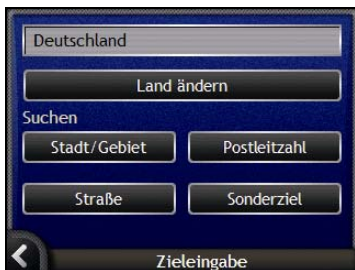 Deutschland
Land ändern
Suchen
Stadt/Gebiet Postleitzahl
Straße Sonderziel
Zieleingabe